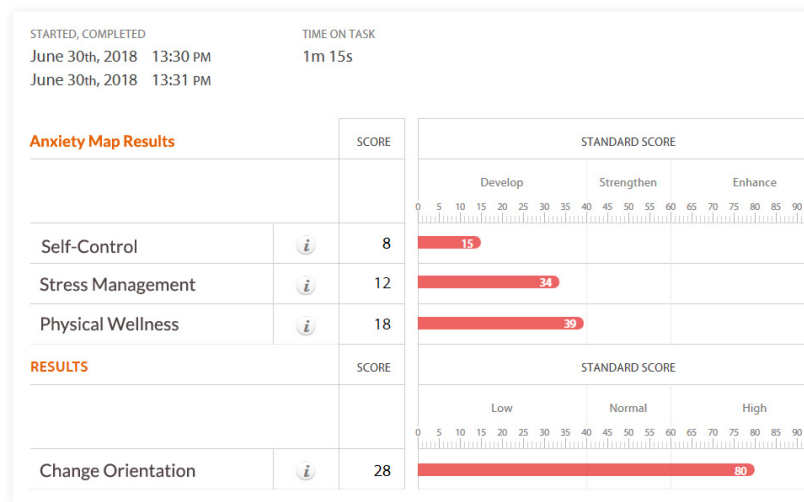 STARTED, COMPLETED TIME ON TASK
June 30th, 2018 13:30 PM 1m 15s
June 30th, 2018 13:31 PM
Anxiety Map Results SCORE STANDARD SCORE
Develop Strengthen Enhance
0 5 10 15 20 25 30 35 40 45 50 55 60 65 70 75 80 85 90
Self-Control i 8 15
Stress Management i 12 34
Physical Wellness i 18 39
RESULTS SCORE STANDARD SCORE
Low Normal High
0 5 10 15 20 25 30 35 40 45 50 55 60 65 70 75 80 85 90
Change Orientation i 28 80